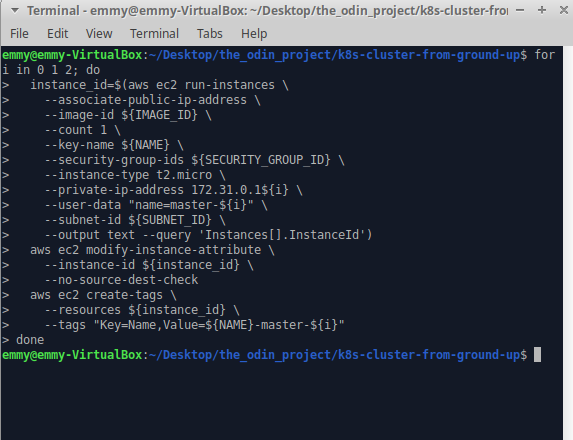 Terminal - emmy@emmy-VirtualBox: ~/Desktop/the_odin_project/k8s-cluster-from
File Edit View Terminal Tabs Help
emmy@emmy-VirtualBox:~/Desktop/the_odin_project/k8s-cluster-from-ground-up$ for
i in 0 1 2; do
>   instance_id=$(aws ec2 run-instances \
>     --associate-public-ip-address \
>     --image-id ${IMAGE_ID} \
>     --count 1 \
>     --key-name ${NAME} \
>     --security-group-ids ${SECURITY_GROUP_ID} \
>     --instance-type t2.micro \
>     --private-ip-address 172.31.0.1${i} \
>     --user-data "name=master-${i}" \
>     --subnet-id ${SUBNET_ID} \
>     --output text --query 'Instances[].InstanceId')
>   aws ec2 modify-instance-attribute \
>     --instance-id ${instance_id} \
>     --no-source-dest-check
>   aws ec2 create-tags \
>     --resources ${instance_id} \
>     --tags "Key=Name,Value=${NAME}-master-${i}"
> done
emmy@emmy-VirtualBox:~/Desktop/the_odin_project/k8s-cluster-from-ground-up$